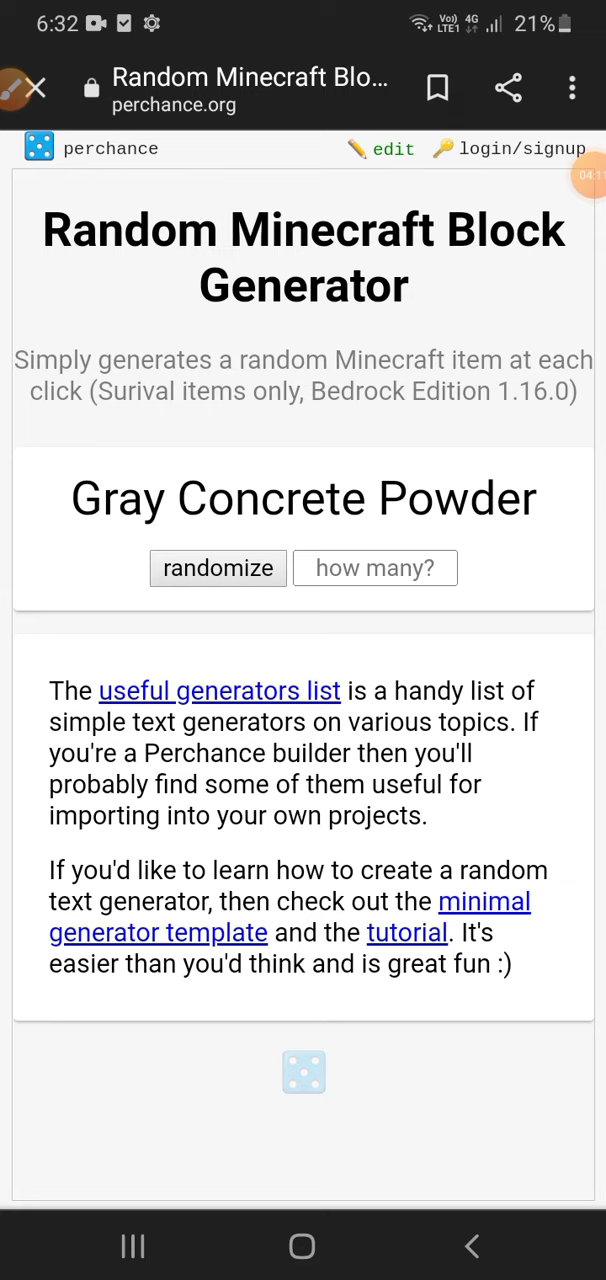 6:32 Vo)) 4G LTE1 21%
Random Minecraft Blo...
perchance.org
perchance edit login/signup
04:11
Random Minecraft Block
Generator
Simply generates a random Minecraft item at each
click (Surival items only, Bedrock Edition 1.16.0)
Gray Concrete Powder
randomize how many?
The useful generators list is a handy list of
simple text generators on various topics. If
you're a Perchance builder then you'll
probably find some of them useful for
importing into your own projects.
If you'd like to learn how to create a random
text generator, then check out the minimal
generator template and the tutorial. It's
easier than you'd think and is great fun :)